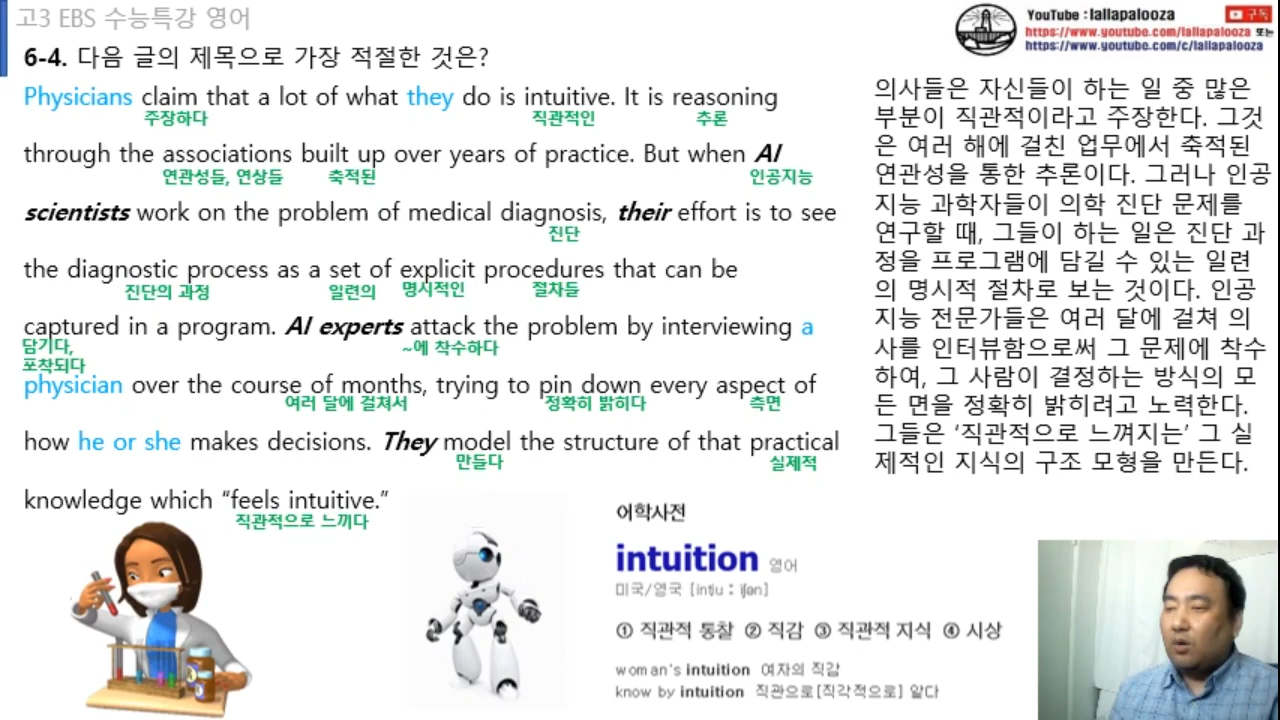 고3 EBS 수능특강 영어
YouTube : lallapalooza
구독
https://www.youtube.com/lallapalooza 또는
https://www.youtube.com/c/lallapalooza
6-4. 다음 글의 제목으로 가장 적절한 것은?
Physicians claim that a lot of what they do is intuitive. It is reasoning
주장하다 직관적인 추론
through the associations built up over years of practice. But when AI
연관성들, 연상들 축적된 인공지능
scientists work on the problem of medical diagnosis, their effort is to see
진단
the diagnostic process as a set of explicit procedures that can be
진단의 과정 일련의 명시적인 절차들
captured in a program. AI experts attack the problem by interviewing a
담기다, ~에 착수하다
포착되다
physician over the course of months, trying to pin down every aspect of
여러 달에 걸쳐서 정확히 밝히다 측면
how he or she makes decisions. They model the structure of that practical
만들다 실제적
knowledge which “feels intuitive.”
직관적으로 느끼다
의사들은 자신들이 하는 일 중 많은
부분이 직관적이라고 주장한다. 그것
은 여러 해에 걸친 업무에서 축적된
연관성을 통한 추론이다. 그러나 인공
지능 과학자들이 의학 진단 문제를
연구할 때, 그들이 하는 일은 진단 과
정을 프로그램에 담길 수 있는 일련
의 명시적 절차로 보는 것이다. 인공
지능 전문가들은 여러 달에 걸쳐 의
사를 인터뷰함으로써 그 문제에 착수
하여, 그 사람이 결정하는 방식의 모
든 면을 정확히 밝히려고 노력한다.
그들은 ‘직관적으로 느껴지는’ 그 실
제적인 지식의 구조 모형을 만든다.
어학사전
intuition 영어
미국/영국
① 직관적 통찰 ② 직감 ③ 직관적 지식 ④ 시상
woman's intuition 여자의 직감
know by intuition 직관으로[직각적으로] 알다